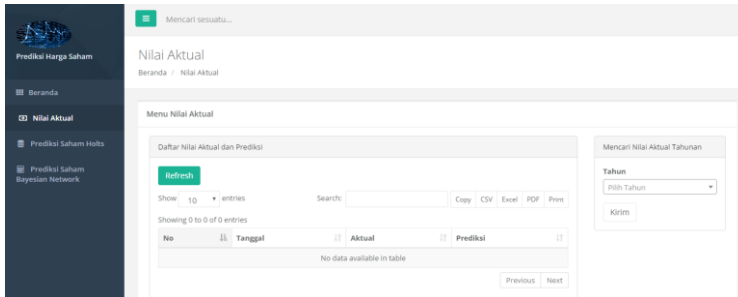 Prediksi Harga Saham
Beranda
Nilai Aktual
Prediksi Saham Holts
Prediksi Saham
Bayesian Network
Mencari sesuatu...
Nilai Aktual
Beranda / Nilai Aktual
Menu Nilai Aktual
Daftar Nilai Aktual dan Prediksi
Refresh
Show 10 entries Search: Copy CSV Excel PDF Print
Showing 0 to 0 of 0 entries
No Tanggal Aktual Prediksi
No data available in table
Previous Next
Mencari Nilai Aktual Tahunan
Tahun
Pilih Tahun
Kirim